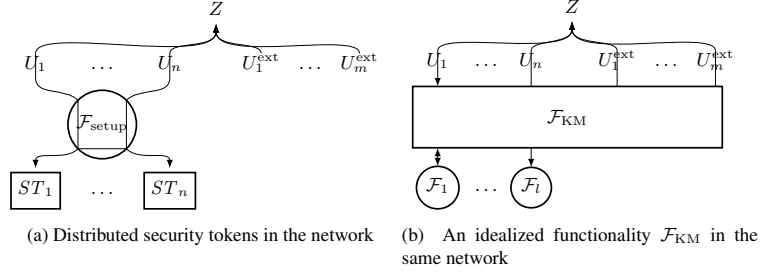 Z
U₁ ... Uₙ U₁ᵉˣᵗ ... Uₘᵉˣᵗ
𝓕setup
ST₁ ... STₙ
(a) Distributed security tokens in the network
Z
U₁ ... Uₙ U₁ᵉˣᵗ ... Uₘᵉˣᵗ
𝓕KM
𝓕₁ ... 𝓕ₗ
(b) An idealized functionality 𝓕KM in the
same network